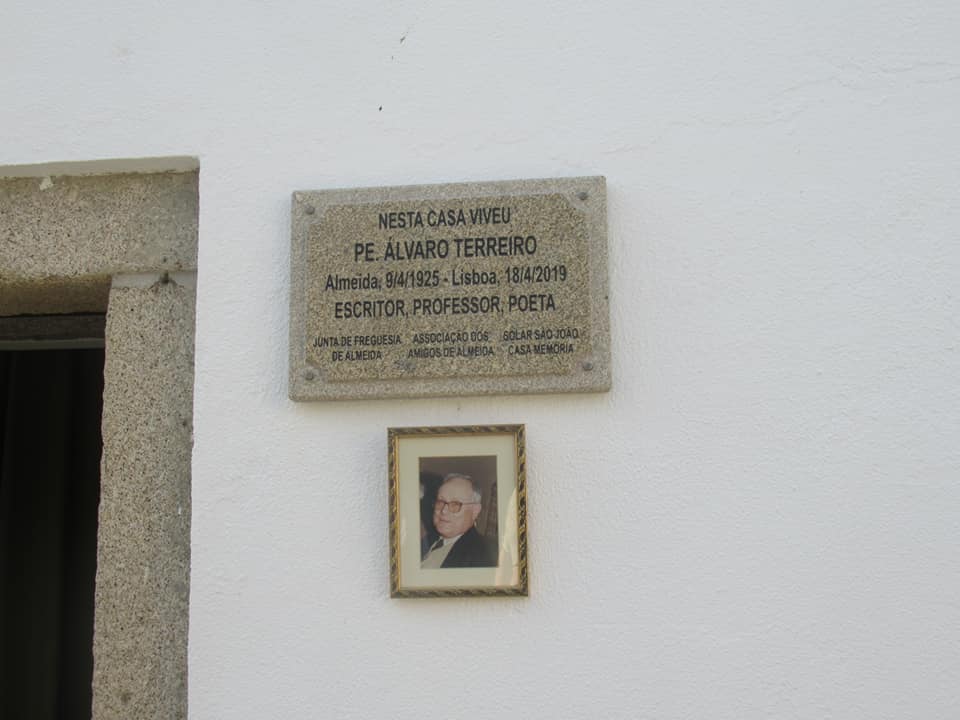 NESTA CASA VIVEU
PE. ÁLVARO TERREIRO
Almeida, 9/4/1925 - Lisboa, 18/4/2019
ESCRITOR, PROFESSOR, POETA
JUNTA DE FREGUESIA ASSOCIAÇÃO DOS SOLAR SÃO JOÃO
DE ALMEIDA AMIGOS DE ALMEIDA CASA MEMÓRIA